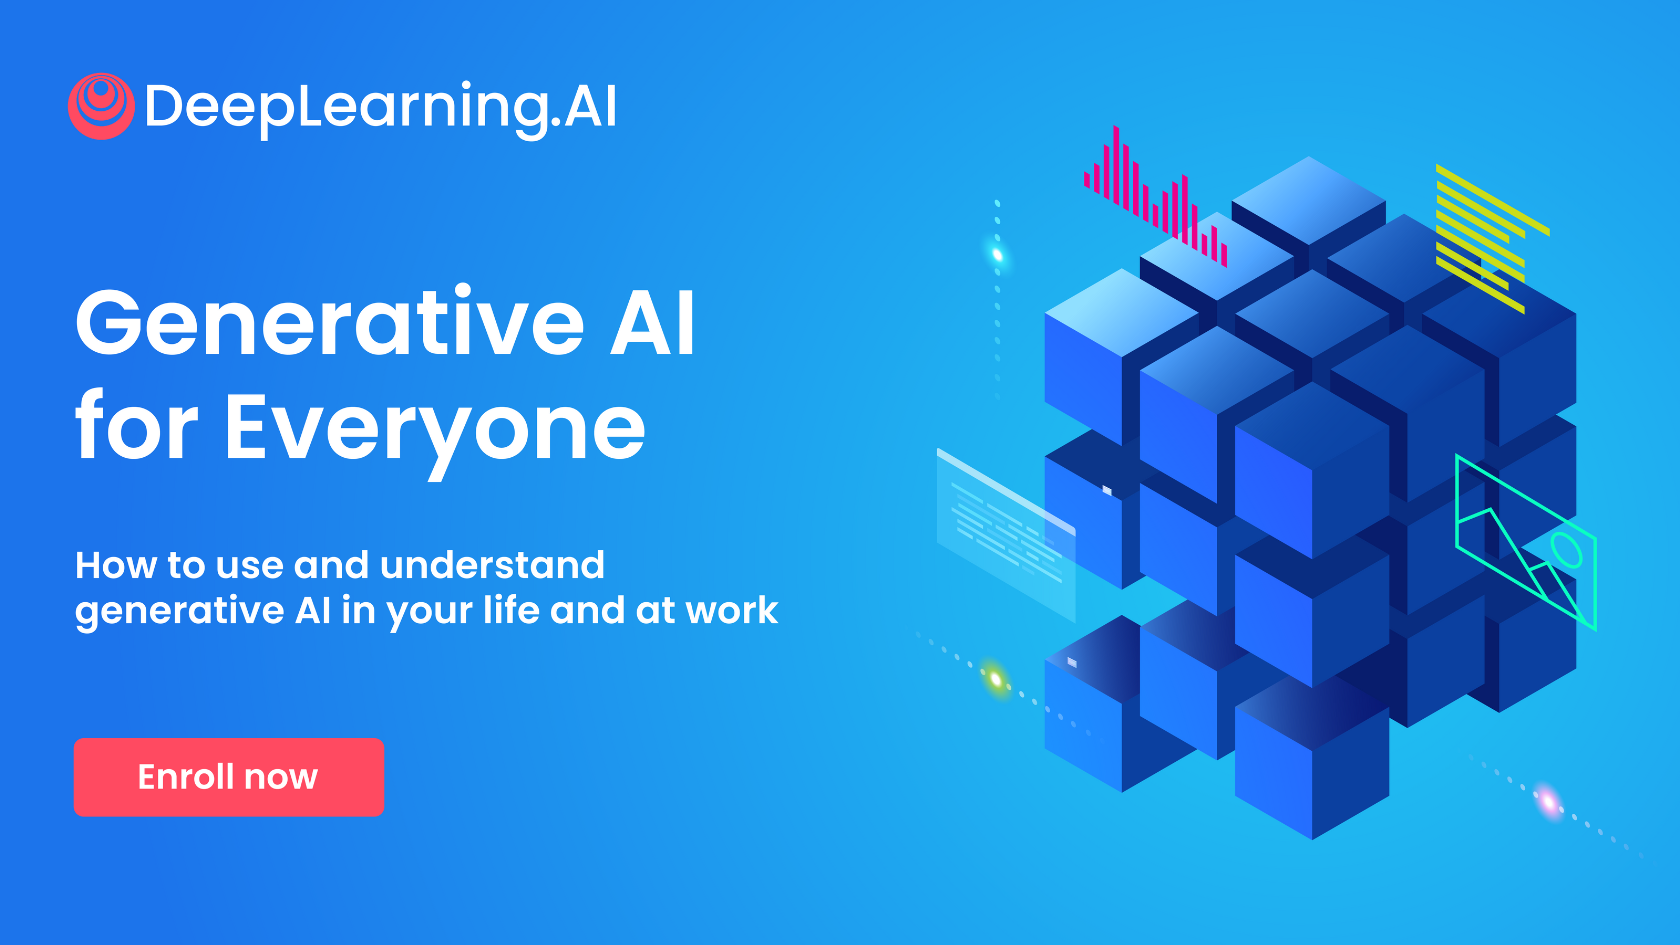 DeepLearning.AI
Generative AI
for Everyone
How to use and understand
generative AI in your life and at work
Enroll now